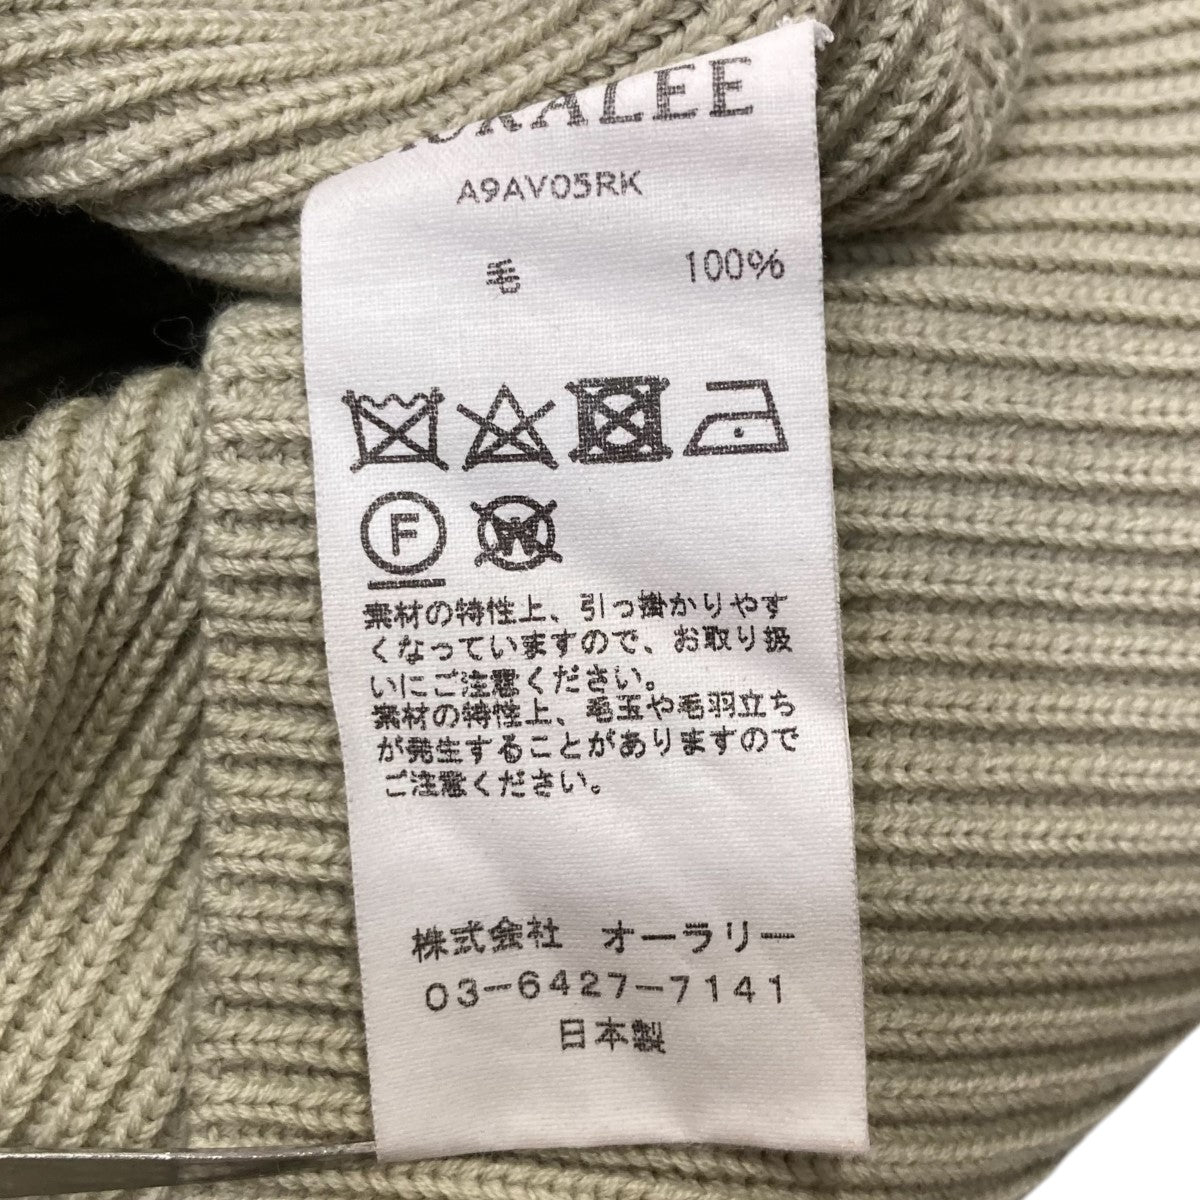 AURALEE
A9AV05RK
毛 100%
F
W
素材の特性上、引っ掛かりやす
くなっていますので、お取り扱
いにご注意ください。
素材の特性上、毛玉や毛羽立ち
が発生することがありますので
ご注意ください。
株式会社 オーラリー
03-6427-7141
日本製